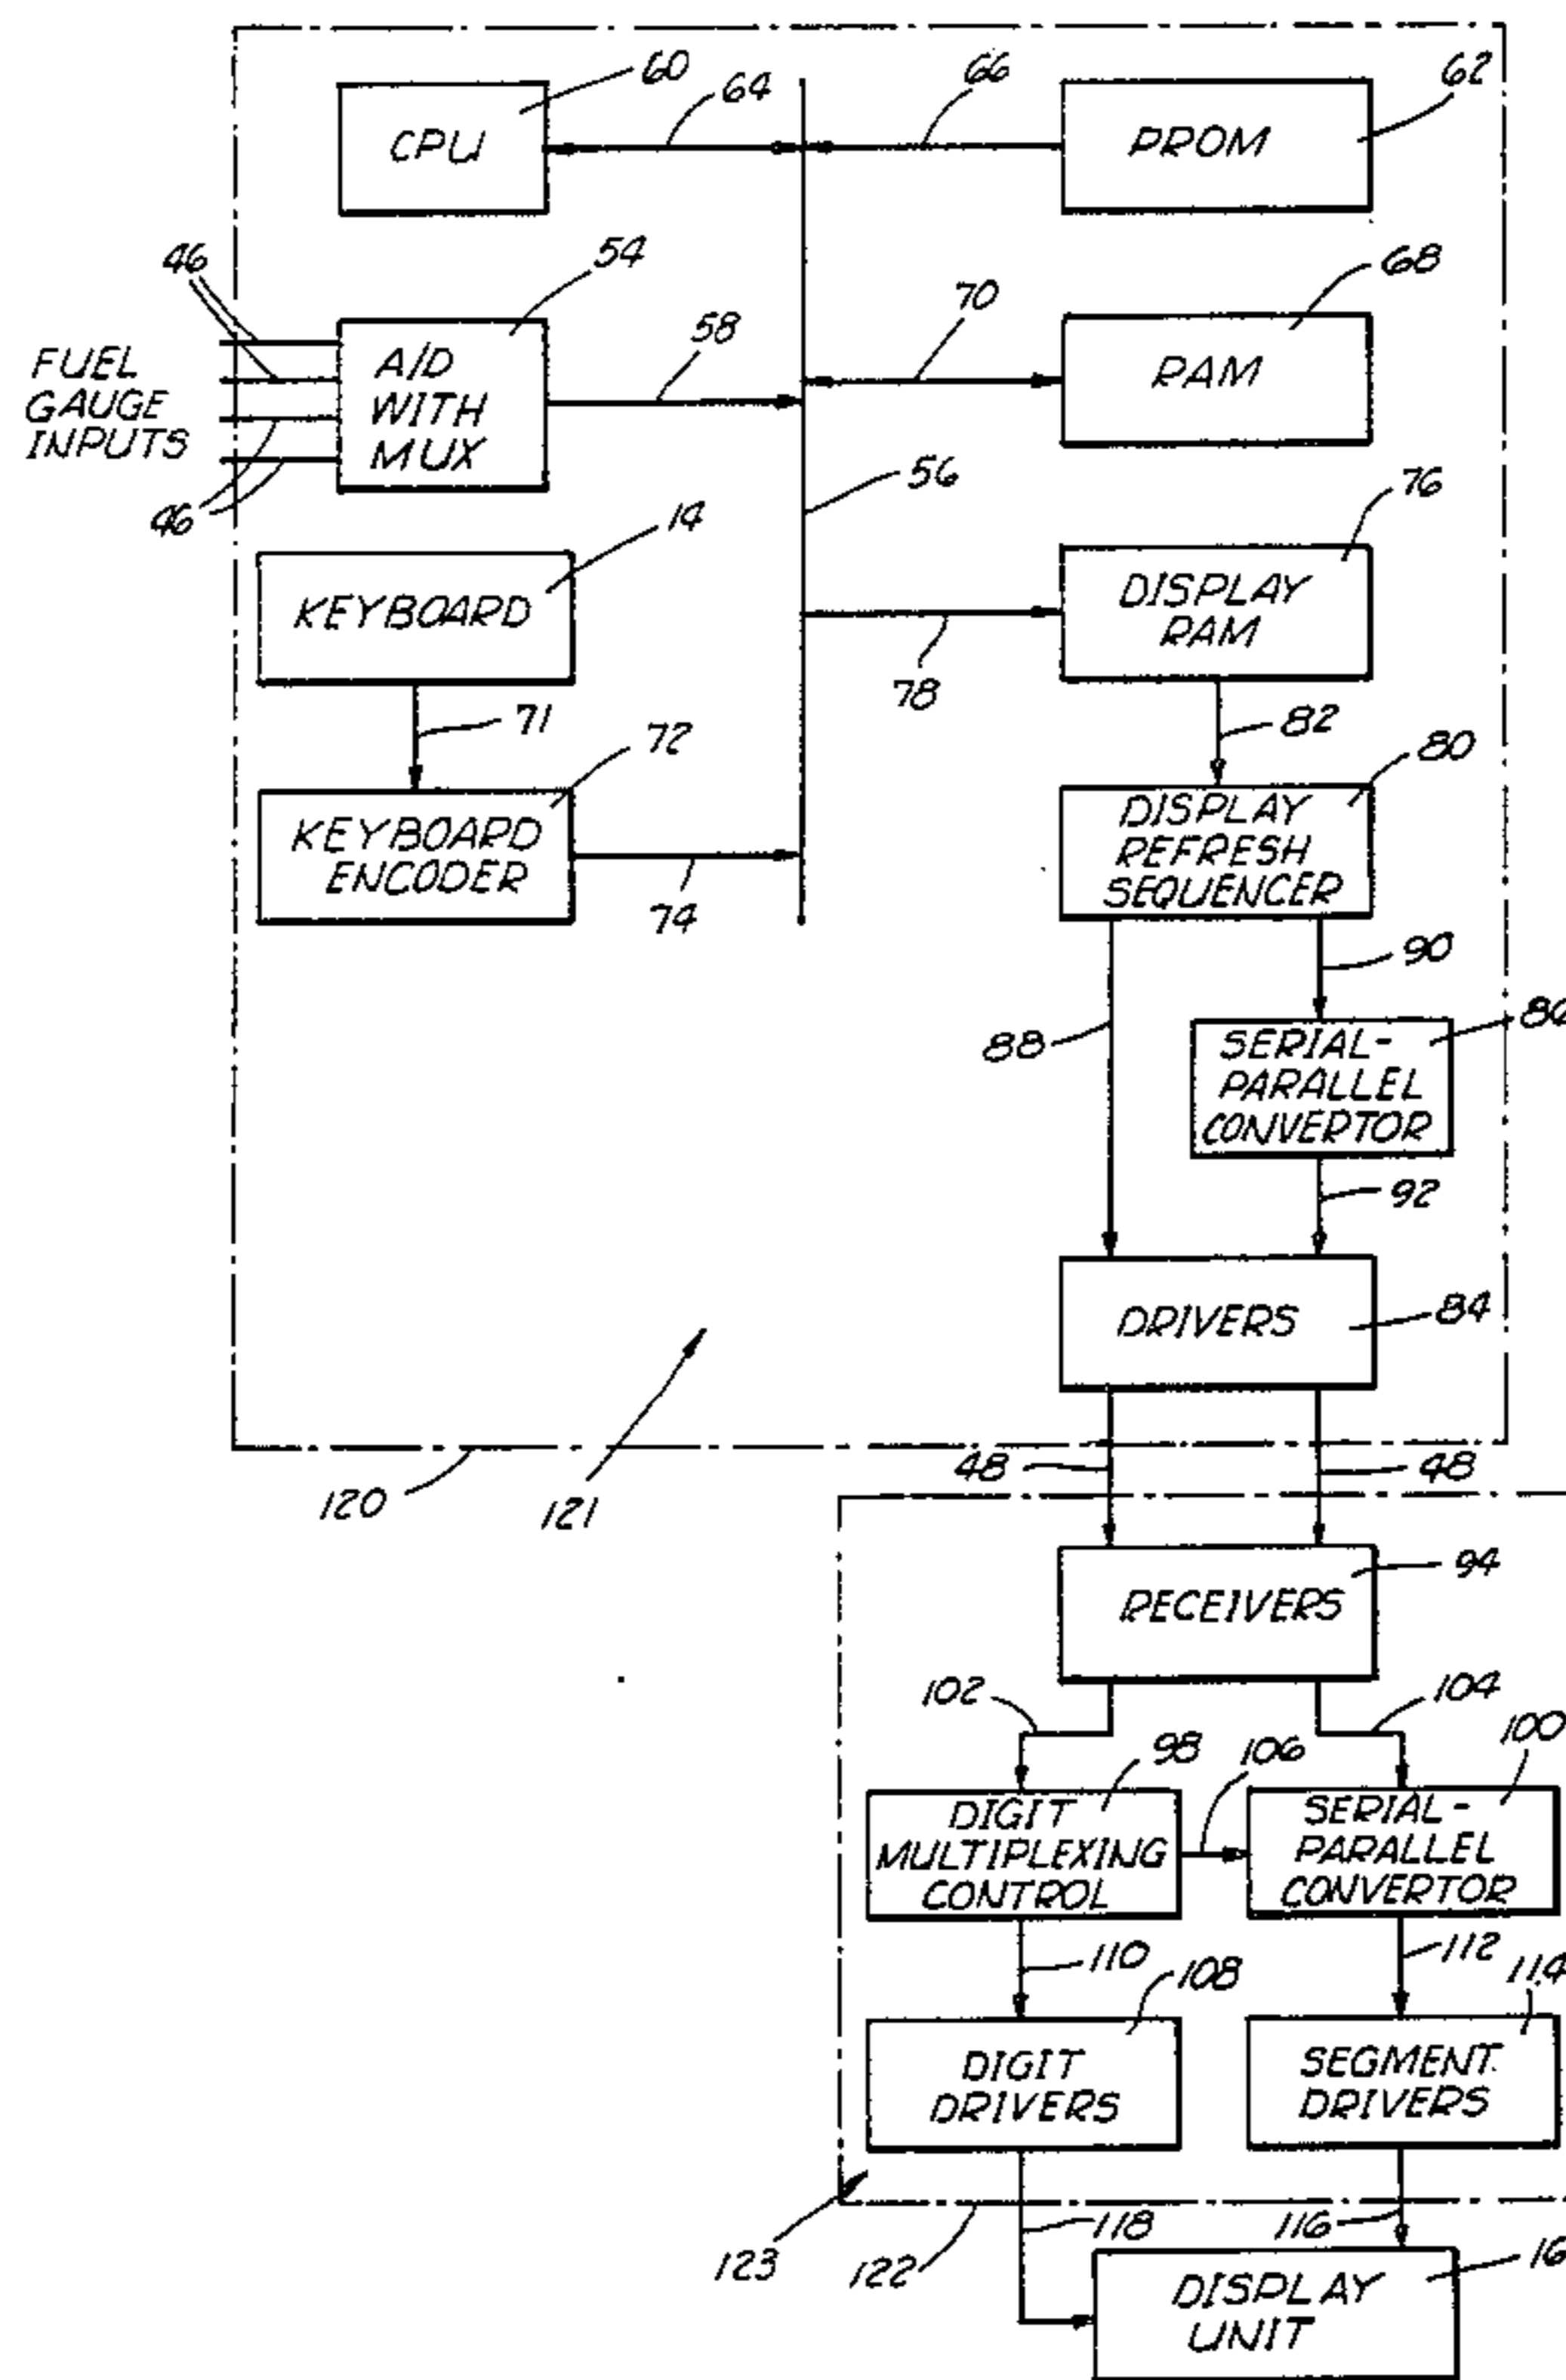 60
64
66
62
CPU
PROM
46
54
58
70
68
FUEL
GAUGE
INPUTS
A/D
WITH
MUX
RAM
46
56
14
76
KEYBOARD
DISPLAY
RAM
78
71
72
82
80
KEYBOARD
ENCODER
74
DISPLAY
REFRESH
SEQUENCER
90
88
SERIAL-
PARALLEL
CONVERTOR
92
DRIVERS
84
48
48
120
121
94
RECEIVERS
102
104
98
106
100
DIGIT
MULTIPLEXING
CONTROL
SERIAL-
PARALLEL
CONVERTOR
110
108
112
114
DIGIT
DRIVERS
SEGMENT
DRIVERS
123
122
118
116
16
DISPLAY
UNIT